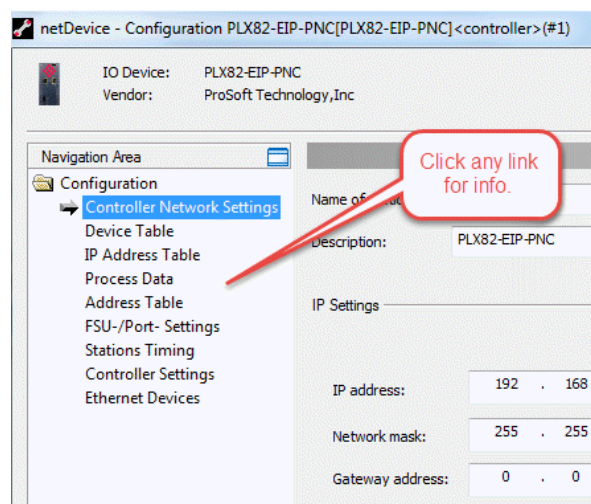 netDevice - Configuration PLX82-EIP-PNC[PLX82-EIP-PNC]<controller>(#1)
IO Device: PLX82-EIP-PNC
Vendor: ProSoft Technology,Inc
Navigation Area
Configuration
Controller Network Settings
Device Table
IP Address Table
Process Data
Address Table
FSU-/Port- Settings
Stations Timing
Controller Settings
Ethernet Devices
Click any link
for info.
Name of
Description: PLX82-EIP-PNC
IP Settings
IP address: 192 . 168
Network mask: 255 . 255
Gateway address: 0 . 0